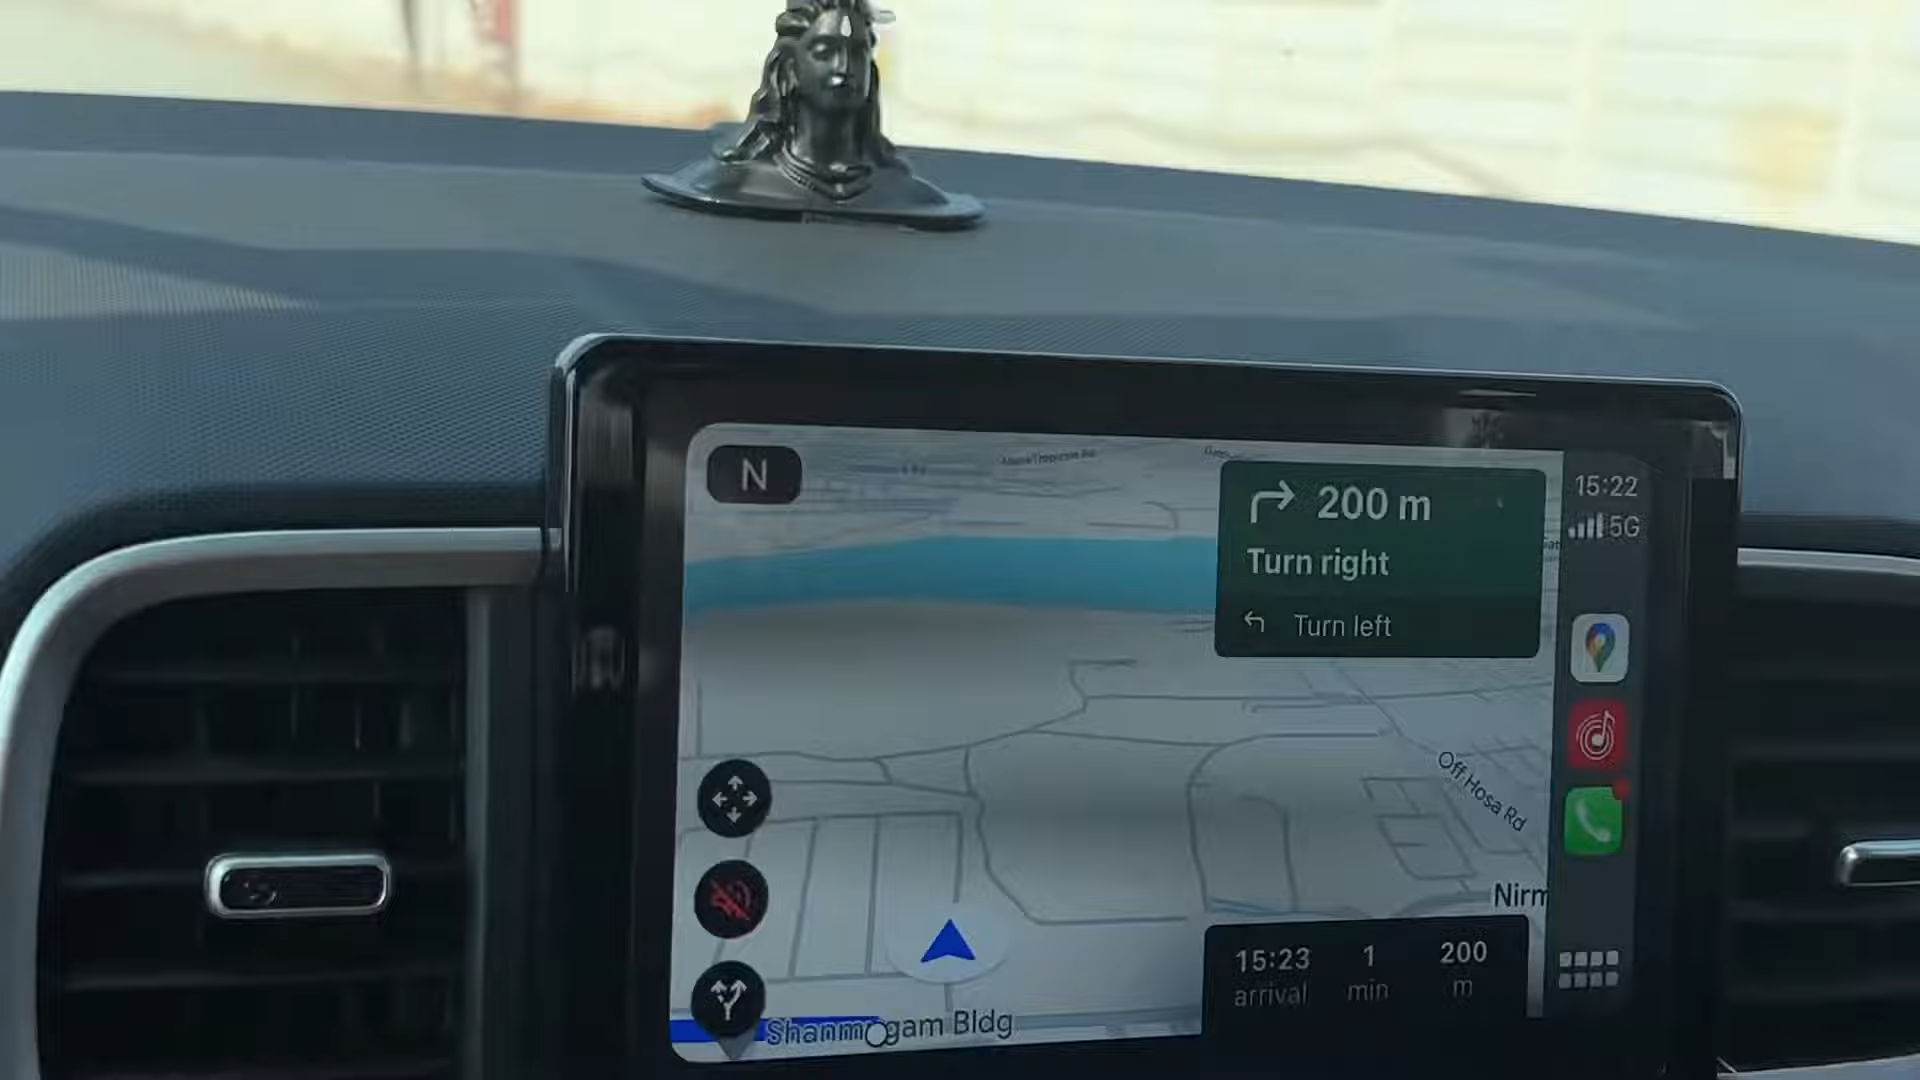 N
200 m
Turn right
Turn left
15:22
5G
Off Hosa Rd
Nirm
15:23 1 200
arrival min m
Shanmugam Bldg